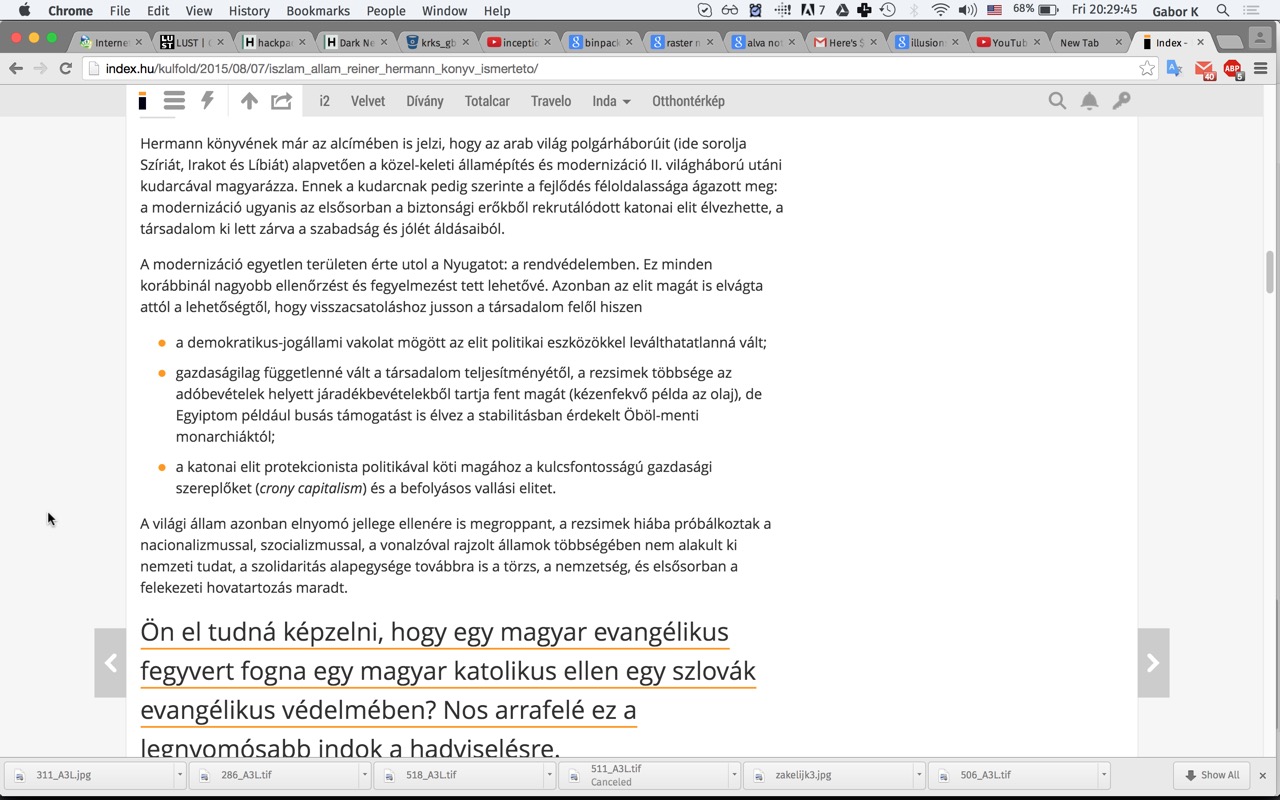 Chrome File Edit View History Bookmarks People Window Help 7 68% Fri 20:29:45 Gabor K
Interne LUST | hackpa Dark Ne krks_gb inceptic binpack raster n alva not Here's S illusion YouTub New Tab Index -
index.hu/kulfold/2015/08/07/iszlam_allam_reiner_hermann_konyv_ismerteto/ 40 ABP 5
i2 Velvet Dívány Totalcar Travelo Inda Otthontérkép
Hermann könyvének már az alcímében is jelzi, hogy az arab világ polgárháborúit (ide sorolja
Szíriát, Irakot és Líbiát) alapvetően a közel-keleti államépítés és modernizáció II. világháború utáni
kudarcával magyarázza. Ennek a kudarcnak pedig szerinte a fejlődés féloldalassága ágazott meg:
a modernizáció ugyanis az elsősorban a biztonsági erőkből rekrutálódott katonai elit élvezhette, a
társadalom ki lett zárva a szabadság és jólét áldásaiból.
A modernizáció egyetlen területen érte utol a Nyugatot: a rendvédelemben. Ez minden
korábbinál nagyobb ellenőrzést és fegyelmezést tett lehetővé. Azonban az elit magát is elvágta
attól a lehetőségtől, hogy visszacsatoláshoz jusson a társadalom felől hiszen
a demokratikus-jogállami vakolat mögött az elit politikai eszközökkel leválthatatlanná vált;
gazdaságilag függetlenné vált a társadalom teljesítményétől, a rezsimek többsége az
adóbevételek helyett járadékbevételekből tartja fent magát (kézenfekvő példa az olaj), de
Egyiptom például busás támogatást is élvez a stabilitásban érdekelt Öböl-menti
monarchiáktól;
a katonai elit protekcionista politikával köti magához a kulcsfontosságú gazdasági
szereplőket (crony capitalism) és a befolyásos vallási elitet.
A világi állam azonban elnyomó jellege ellenére is megroppant, a rezsimek hiába próbálkoztak a
nacionalizmussal, szocializmussal, a vonalzóval rajzolt államok többségében nem alakult ki
nemzeti tudat, a szolidaritás alapegysége továbbra is a törzs, a nemzetség, és elsősorban a
felekezeti hovatartozás maradt.
Ön el tudná képzelni, hogy egy magyar evangélikus
fegyvert fogna egy magyar katolikus ellen egy szlovák
evangélikus védelmében? Nos arrafelé ez a
legnyomósabb indok a hadviselésre.
311_A3L.jpg 286_A3L.tif 518_A3L.tif 511_A3L.tif zakelijk3.jpg 506_A3L.tif Show All
Canceled